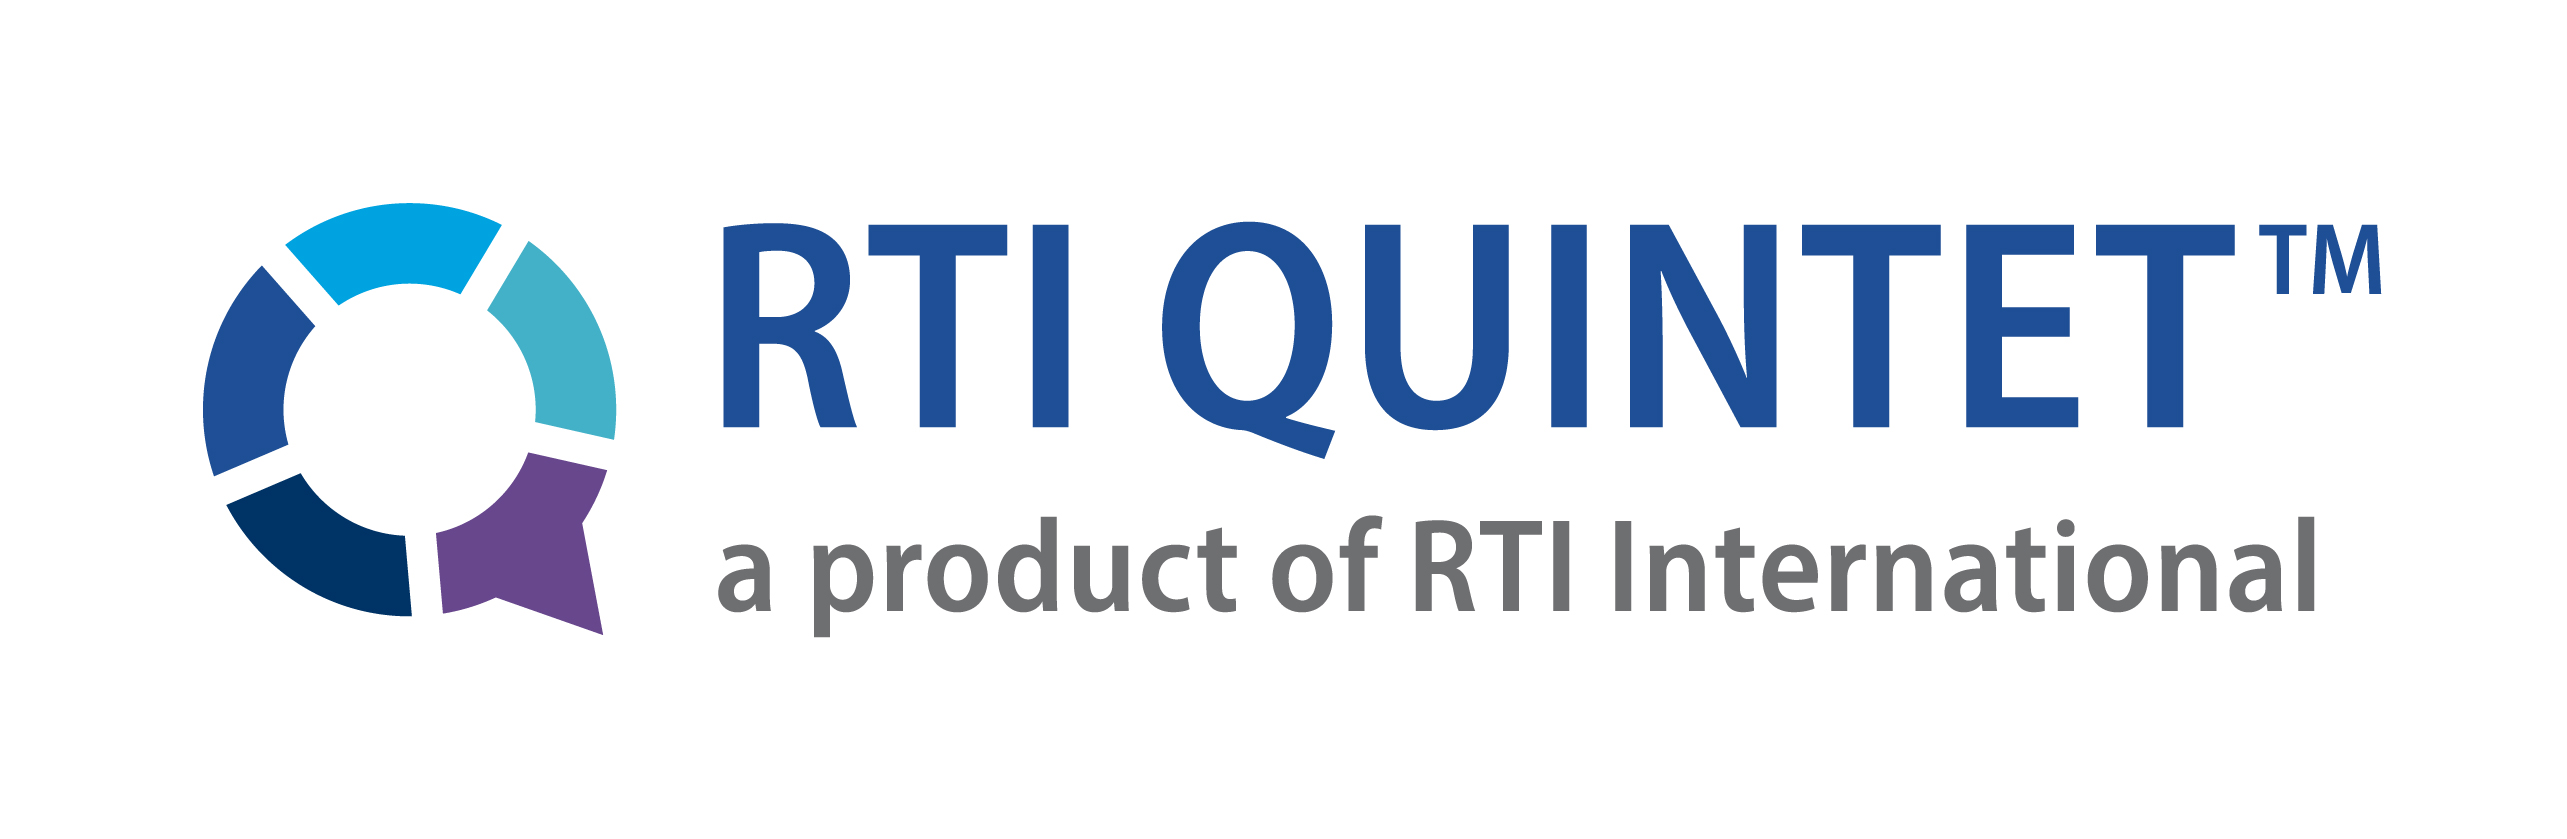 RTI QUINTET™
a product of RTI International